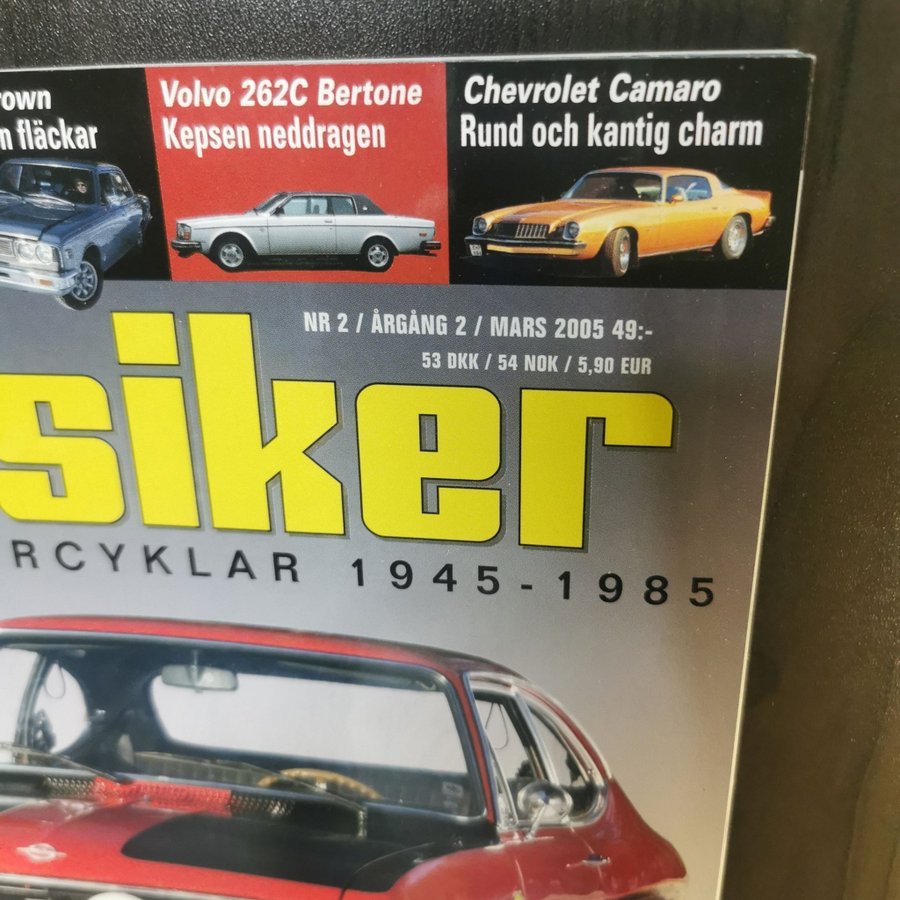 rown
n fläckar
Volvo 262C Bertone
Kepsen neddragen
Chevrolet Camaro
Rund och kantig charm
NR 2 / ÅRGÅNG 2 / MARS 2005 49:-
53 DKK / 54 NOK / 5,90 EUR
siker
RCYKLAR 1945-1985